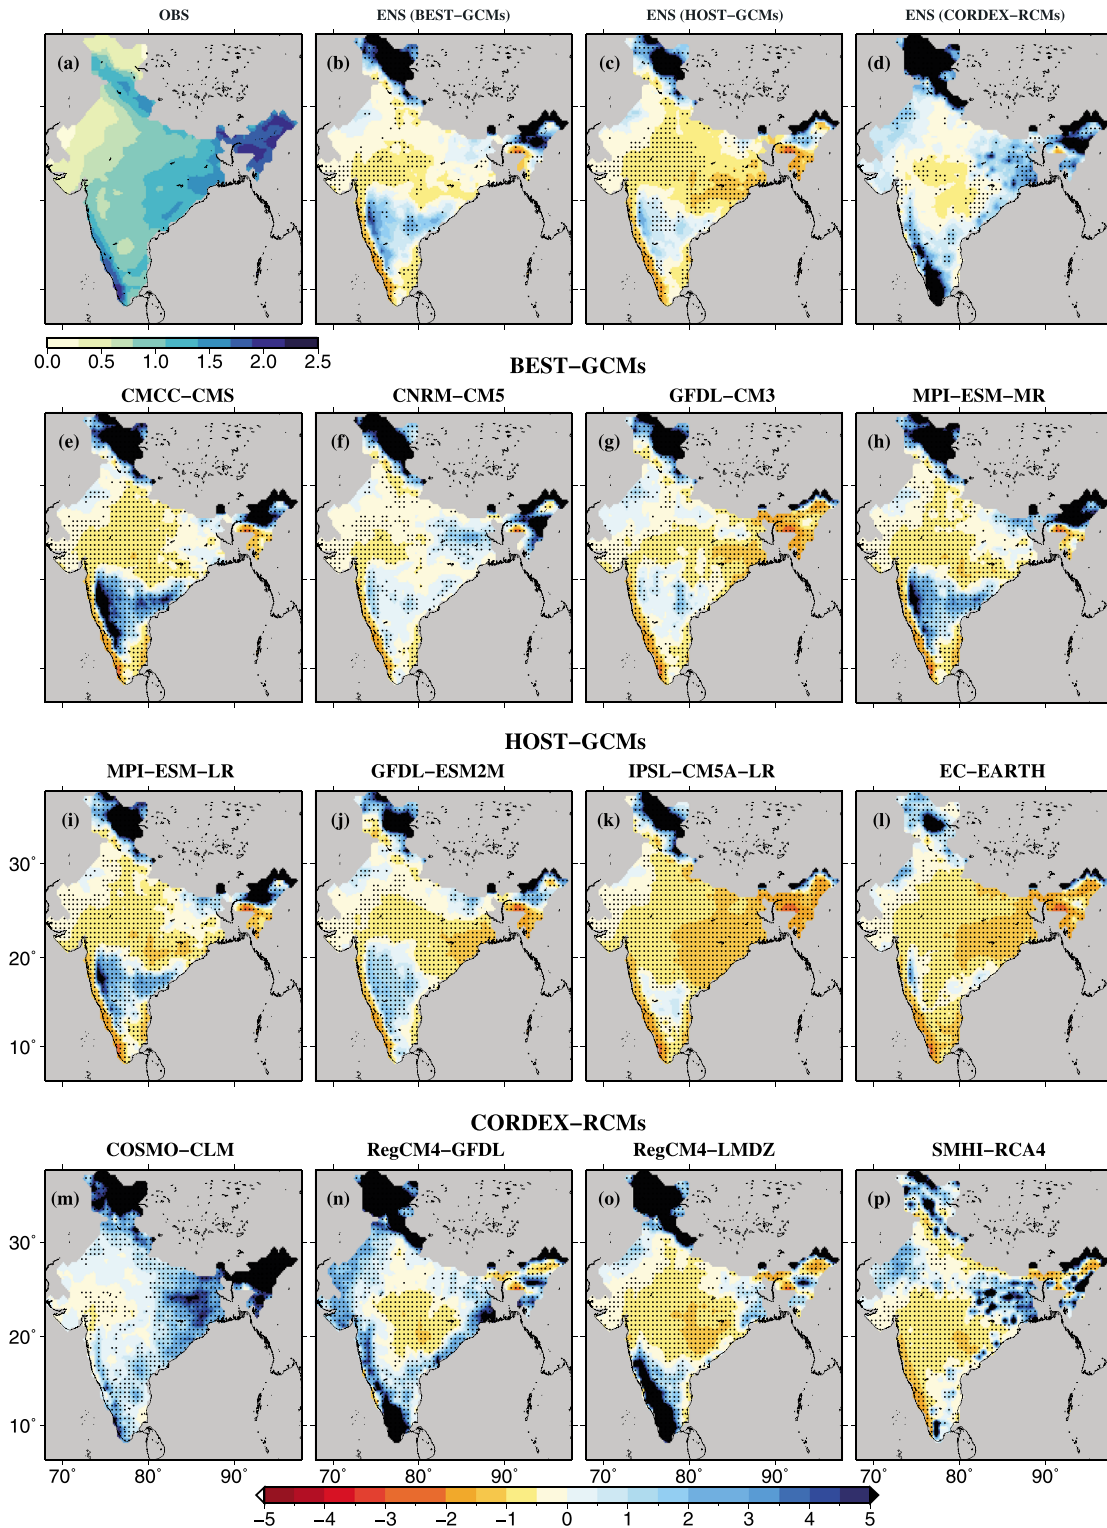 OBS ENS (BEST−GCMs) ENS (HOST−GCMs) ENS (CORDEX−RCMs)
(a) (b) (c) (d)
0.0 0.5 1.0 1.5 2.0 2.5
BEST−GCMs
CMCC−CMS CNRM−CM5 GFDL−CM3 MPI−ESM−MR
(e) (f) (g) (h)
HOST−GCMs
MPI−ESM−LR GFDL−ESM2M IPSL−CM5A−LR EC−EARTH
(i) (j) (k) (l)
30˚
20˚
10˚
CORDEX−RCMs
COSMO−CLM RegCM4−GFDL RegCM4−LMDZ SMHI−RCA4
(m) (n) (o) (p)
30˚
20˚
10˚
70˚ 80˚ 90˚ 70˚ 80˚ 90˚ 70˚ 80˚ 90˚ 70˚ 80˚ 90˚
−5 −4 −3 −2 −1 0 1 2 3 4 5